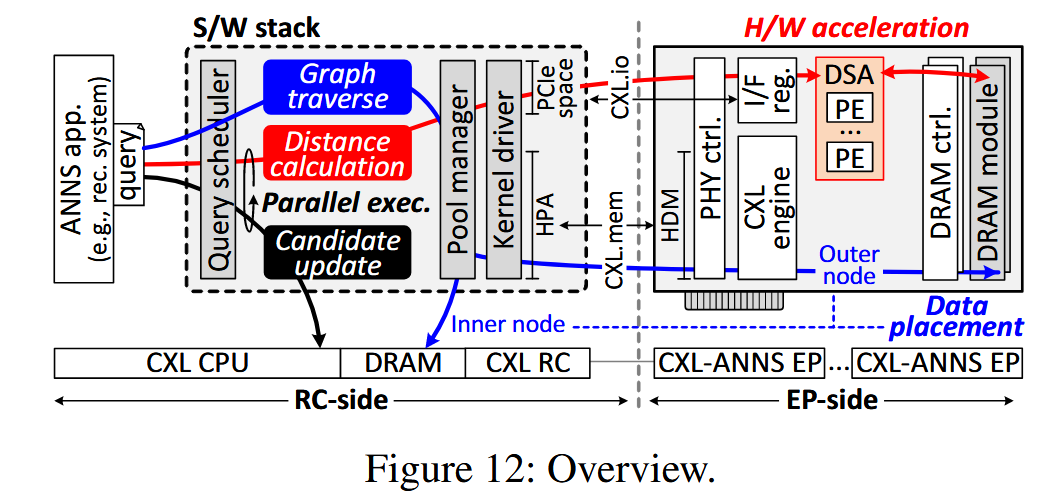 S/W stack
H/W acceleration
ANNS app.
(e.g., rec. system)
query
Query scheduler
Graph
traverse
Distance
calculation
Parallel exec.
Candidate
update
Pool manager
Kernel driver
PCIe
space
HPA
CXL.io
CXL.mem
HDM
PHY ctrl.
I/F
reg.
CXL
engine
DSA
PE
...
PE
DRAM ctrl.
DRAM module
Outer
node
Inner node
Data
placement
CXL CPU
DRAM
CXL RC
CXL-ANNS EP
...
CXL-ANNS EP
RC-side
EP-side
Figure 12: Overview.